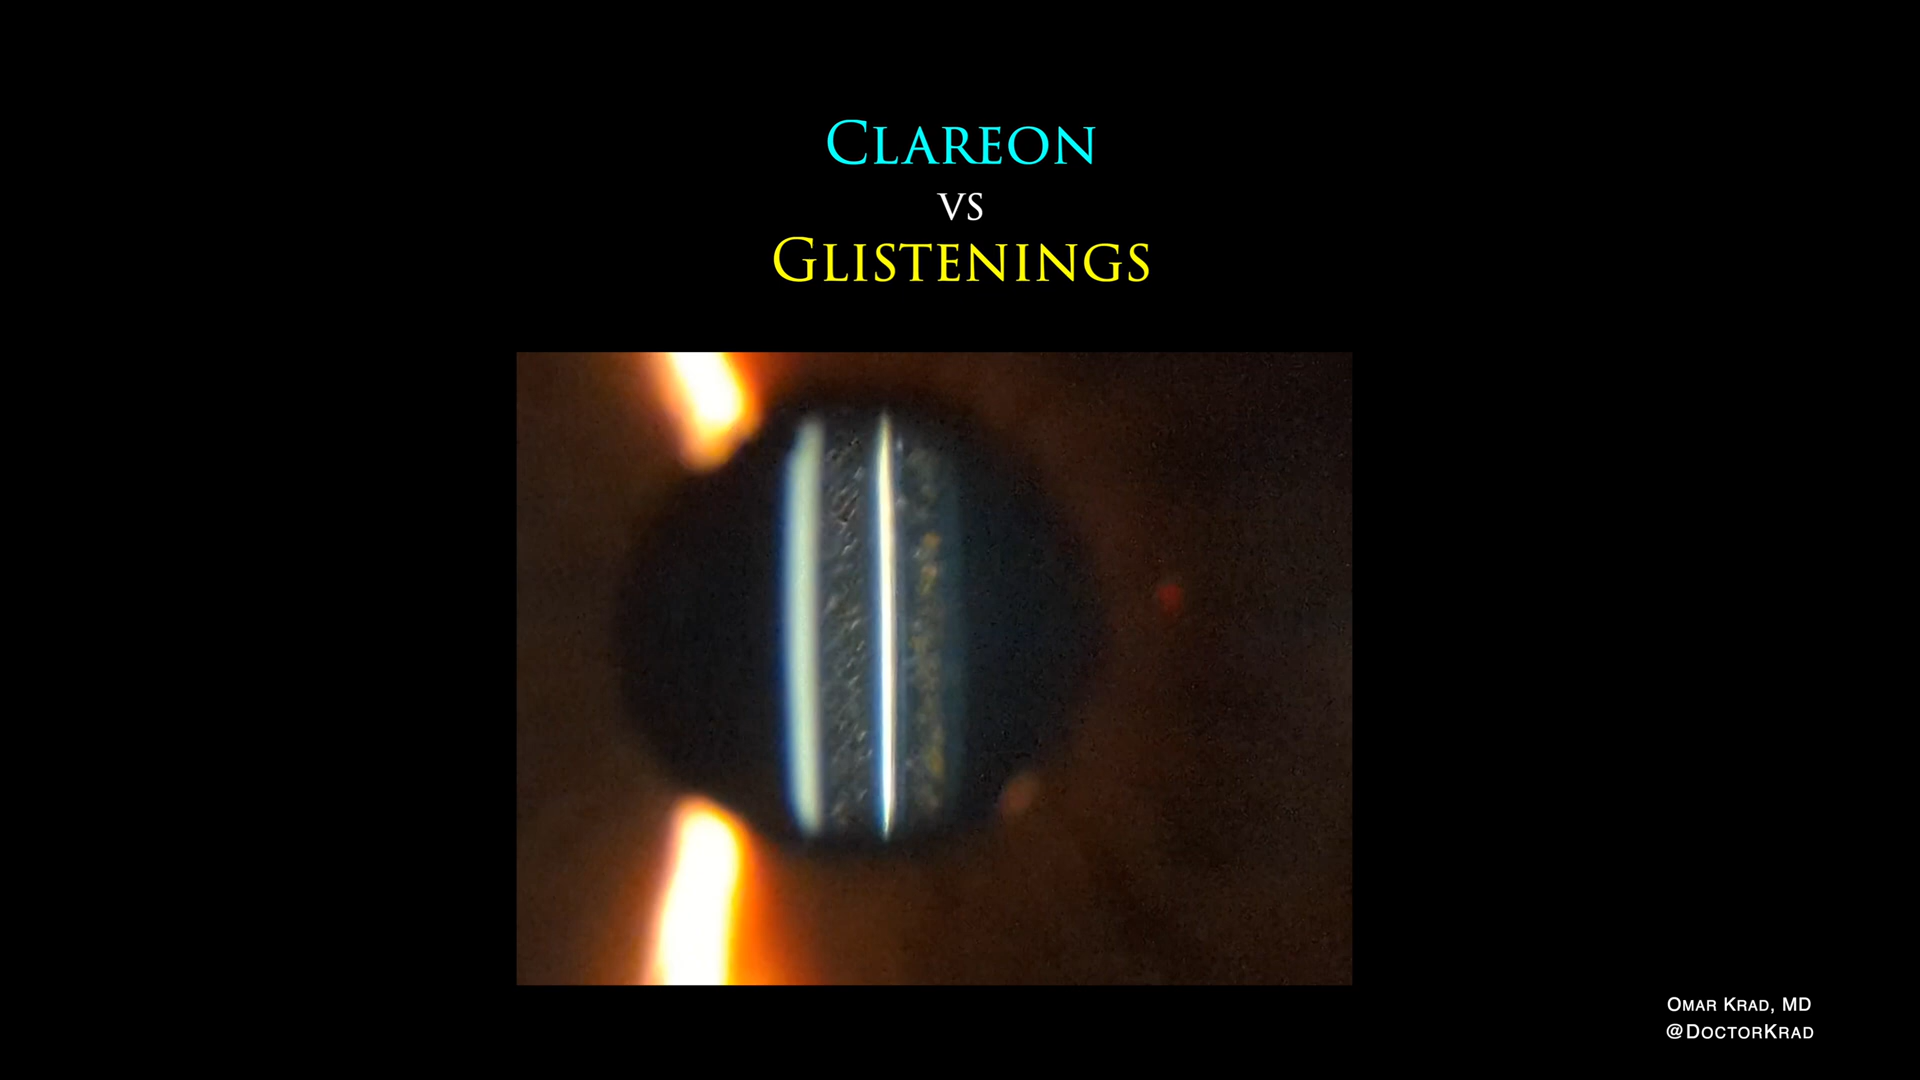 Clareon
vs
Glistenings
Omar Krad, MD
@DoctorKrad